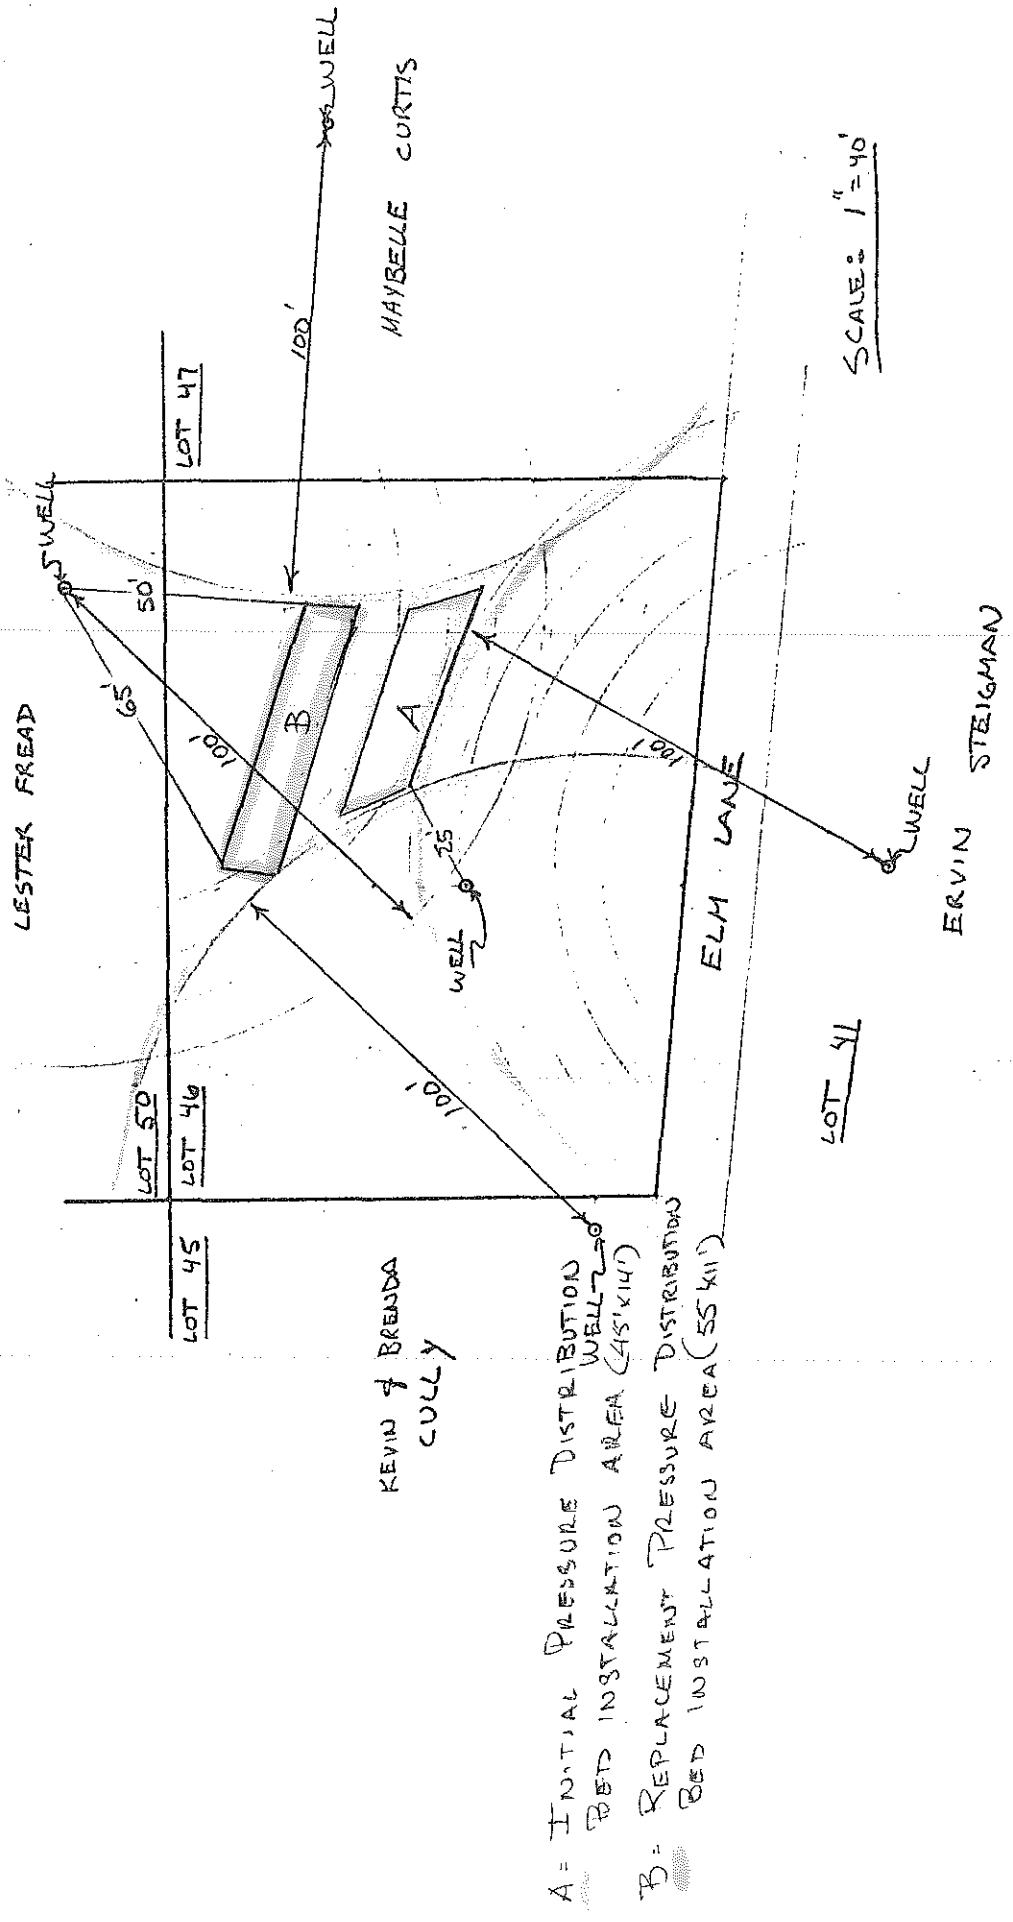 LESTER FREAD
WELL
50'
65'
100'
LOT 50
LOT 45
LOT 46
LOT 47
100'
WELL
MAYBELLE CURTIS
B
A
25'
WELL
100'
100'
KEVIN & BRENDA
CULLY
WELL
ELM LANE
WELL
ERVIN STEIGMAN
LOT 41
SCALE: 1"=40'
A = INITIAL PRESSURE DISTRIBUTION
BED INSTALLATION AREA (45'X14')
B = REPLACEMENT PRESSURE DISTRIBUTION
BED INSTALLATION AREA (55'X11')